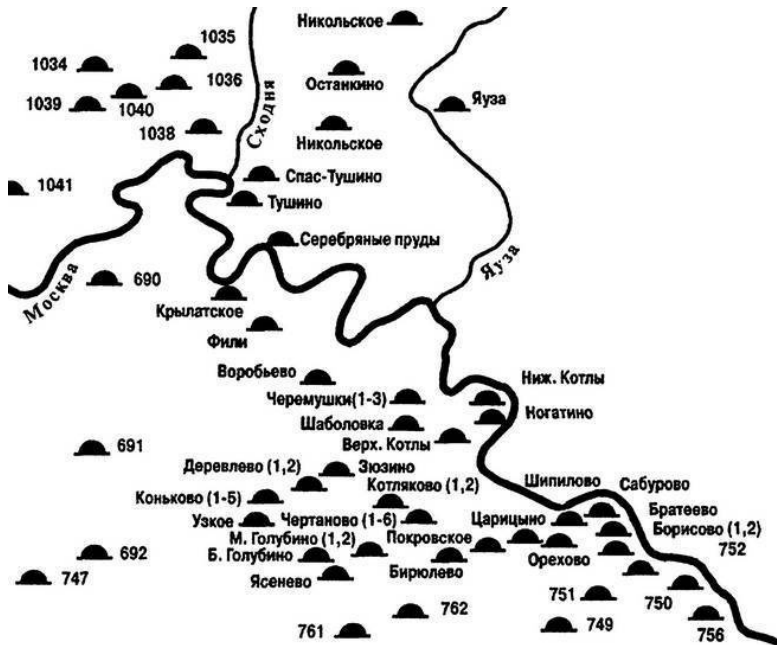 Никольское
1035
1034
Останкино
1036
1039
1040
Яуза
1038
Сходня
Никольское
Спас-Тушино
1041
Тушино
Серебряные пруды
Яуза
Москва
690
Крылатское
Фили
Воробьево
Ниж. Котлы
Черемушки(1-3)
Когатино
Шаболовка
Верх. Котлы
691
Деревлево (1,2)
Зюзино
Котляково (1,2)
Шипилово
Сабурово
Коньково (1-5)
Братеево
Узкое
Чертаново (1-6)
Царицыно
Борисово (1,2)
М. Голубино (1,2)
Покровское
752
692
Б. Голубино
Орехово
747
Ясенево
Бирюлево
751
750
762
761
749
756